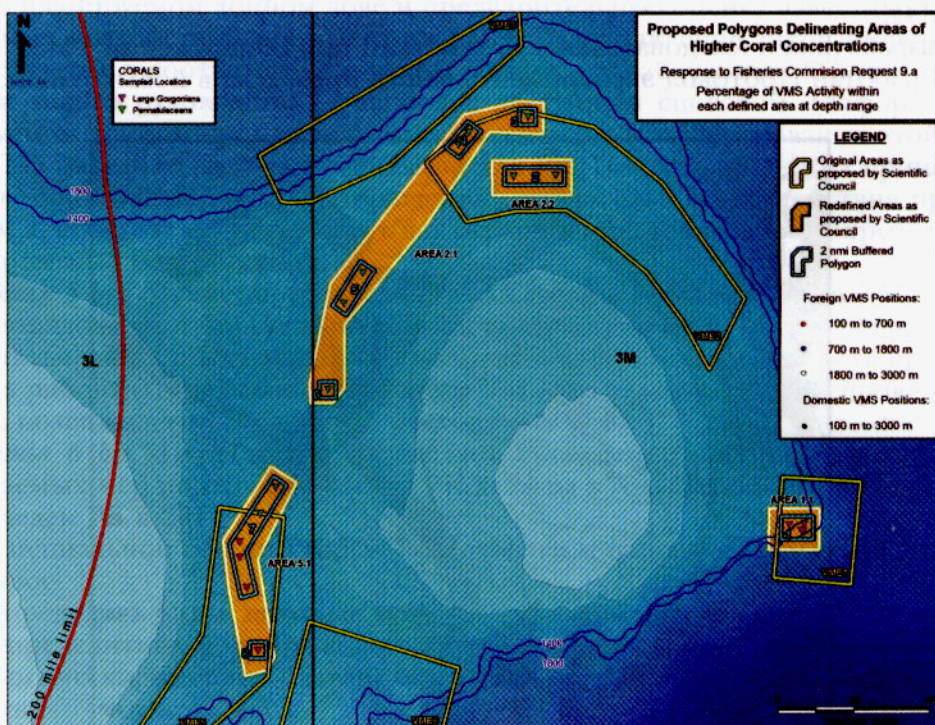 N
CORALS
Sampled Locations
Large Gorgonians
Pennatulaceans
Proposed Polygons Delineating Areas of
Higher Coral Concentrations
Response to Fisheries Commision Request 9.a
Percentage of VMS Activity within
each defined area at depth range
LEGEND
Original Areas as
proposed by Scientific
Council
Redefined Areas as
proposed by Scientific
Council
2 nmi Buffered
Polygon
Foreign VMS Positions:
100 m to 700 m
700 m to 1800 m
1800 m to 3000 m
Domestic VMS Positions:
100 m to 3000 m
1800
1400
AREA 2.2
AREA 2.1
3L
3M
AREA 1.1
AREA 5.1
200 mile limit